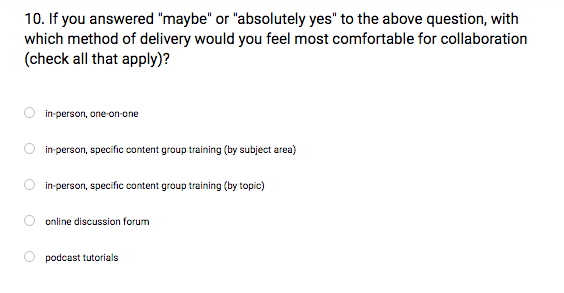 10. If you answered "maybe" or "absolutely yes" to the above question, with
which method of delivery would you feel most comfortable for collaboration
(check all that apply)?
in-person, one-on-one
in-person, specific content group training (by subject area)
in-person, specific content group training (by topic)
online discussion forum
podcast tutorials